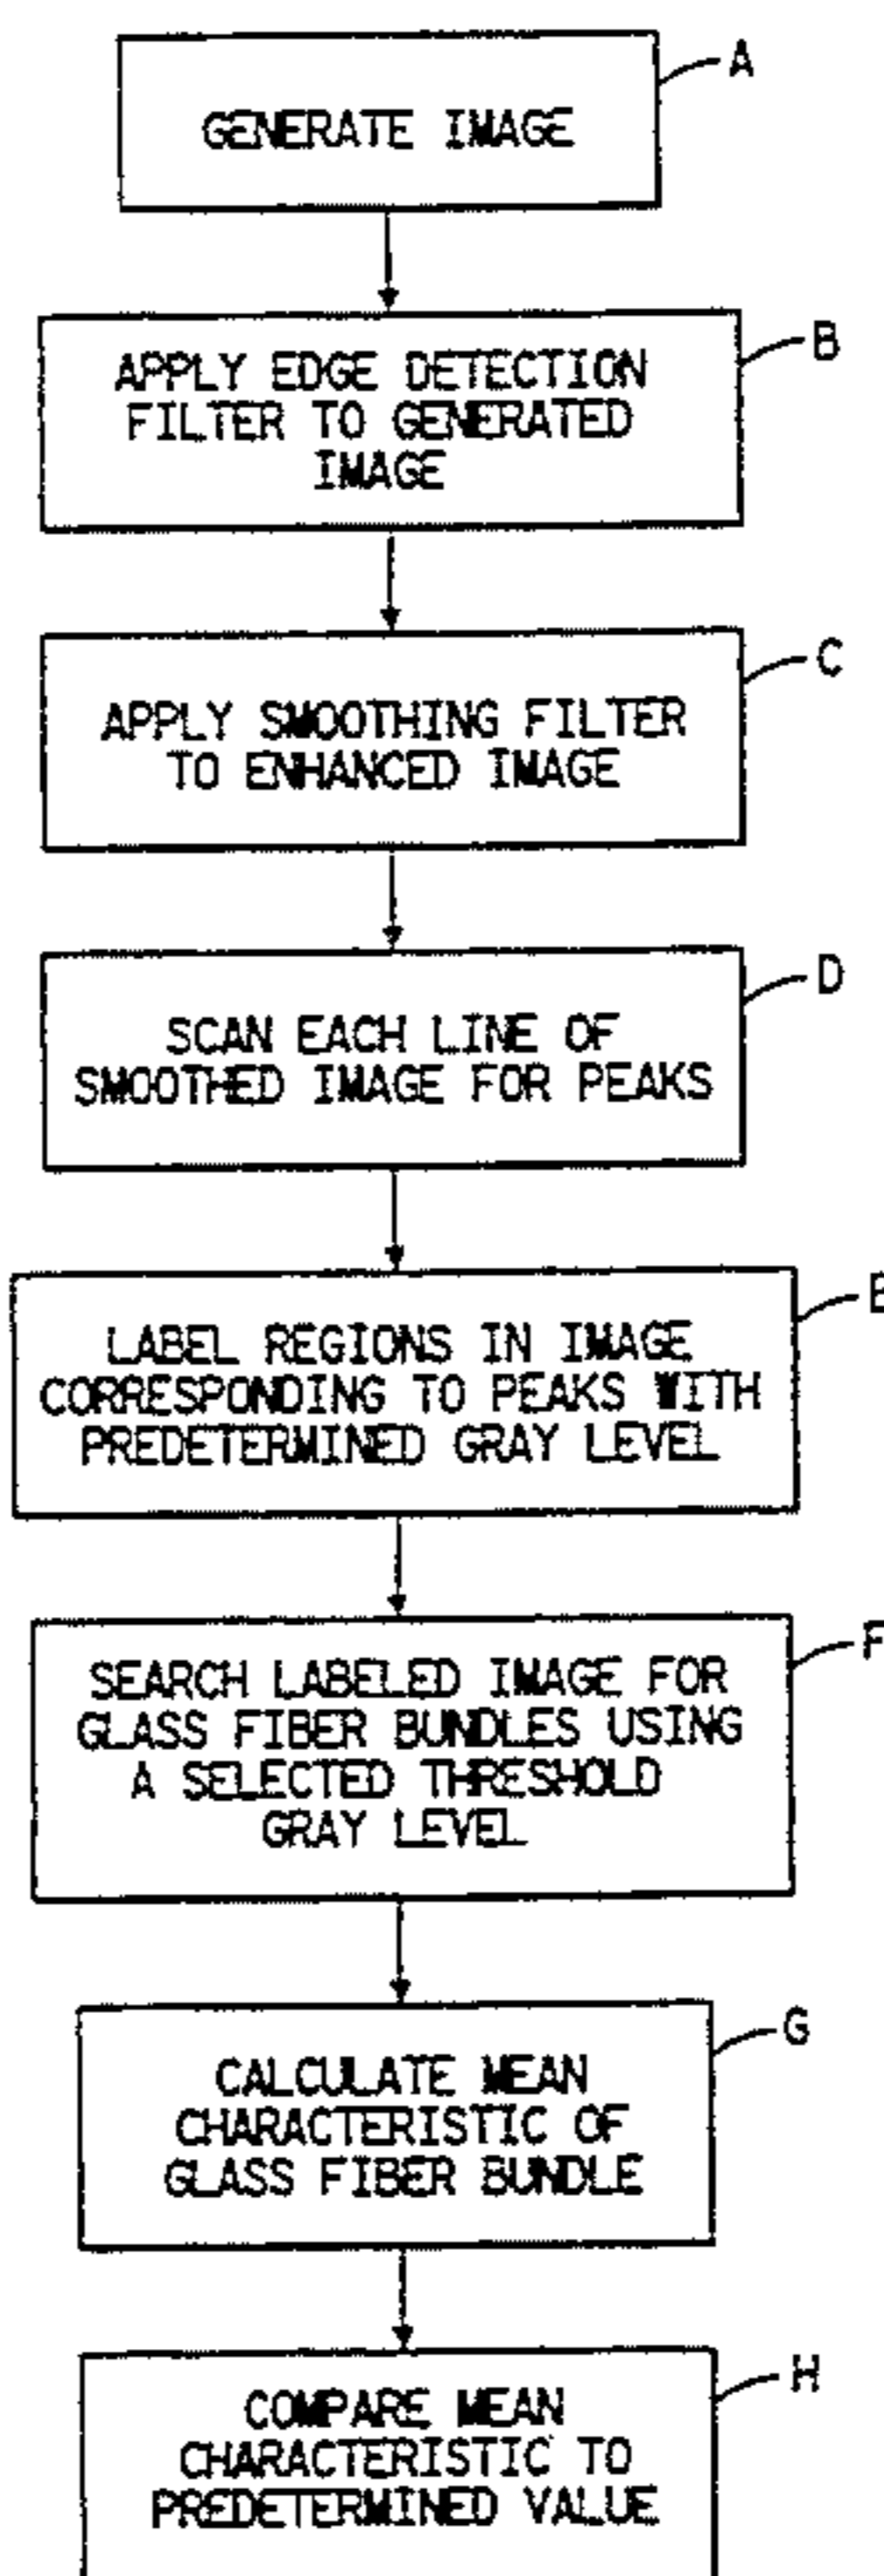 A
GENERATE IMAGE
B
APPLY EDGE DETECTION
FILTER TO GENERATED
IMAGE
C
APPLY SMOOTHING FILTER
TO ENHANCED IMAGE
D
SCAN EACH LINE OF
SMOOTHED IMAGE FOR PEAKS
E
LABEL REGIONS IN IMAGE
CORRESPONDING TO PEAKS WITH
PREDETERMINED GRAY LEVEL
F
SEARCH LABELED IMAGE FOR
GLASS FIBER BUNDLES USING
A SELECTED THRESHOLD
GRAY LEVEL
G
CALCULATE MEAN
CHARACTERISTIC OF
GLASS FIBER BUNDLE
H
COMPARE MEAN
CHARACTERISTIC TO
PREDETERMINED VALUE